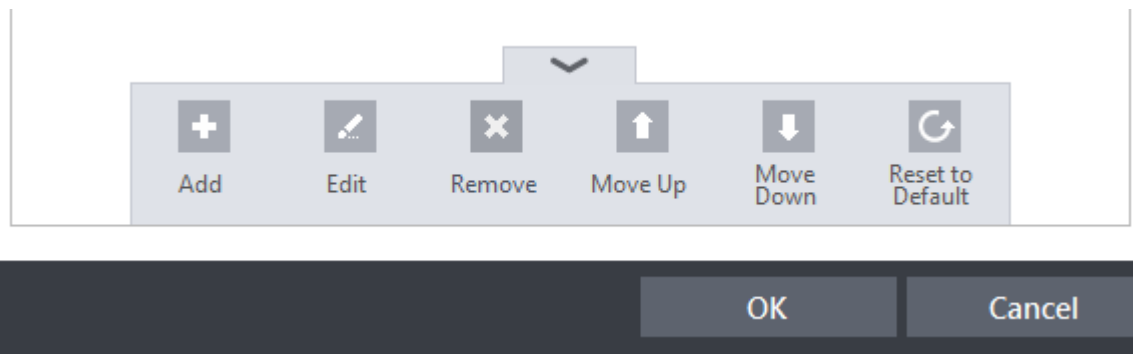 Add
Edit
Remove
Move Up
Move
Down
Reset to
Default
OK
Cancel